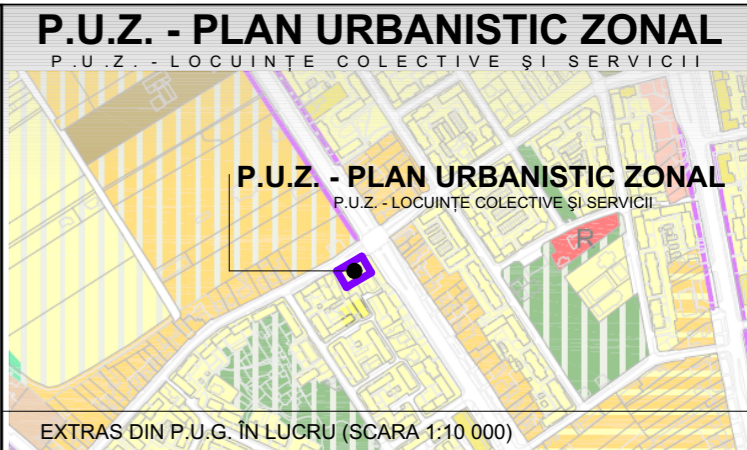 P.U.Z. - PLAN URBANISTIC ZONAL
P.U.Z. - LOCUINȚE COLECTIVE ȘI SERVICII
P.U.Z. - PLAN URBANISTIC ZONAL
P.U.Z. - LOCUINȚE COLECTIVE ȘI SERVICII
R
EXTRAS DIN P.U.G. ÎN LUCRU (SCARA 1:10 000)